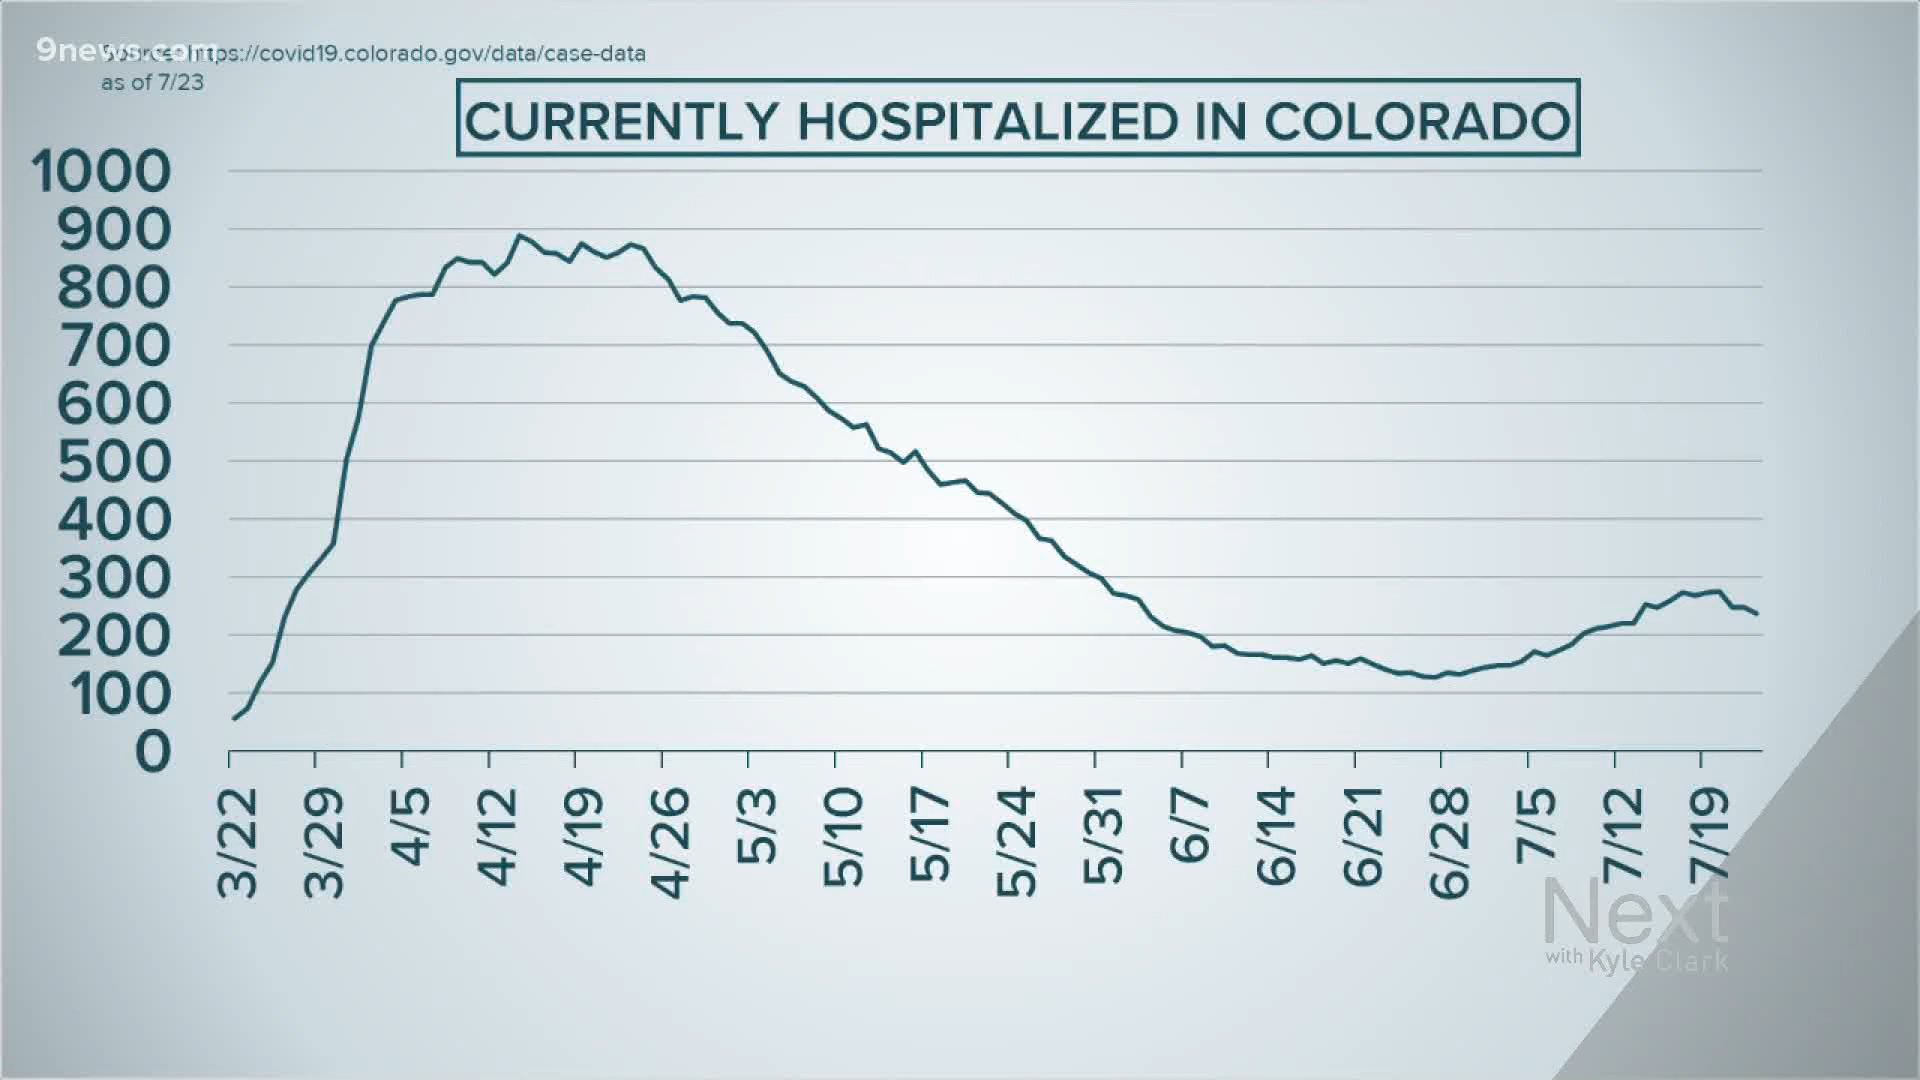 9news.com
https://covid19.colorado.gov/data/case-data
as of 7/23
CURRENTLY HOSPITALIZED IN COLORADO
1000
900
800
700
600
500
400
300
200
100
0
3/22 3/29 4/5 4/12 4/19 4/26 5/3 5/10 5/17 5/24 5/31 6/7 6/14 6/21 6/28 7/5 7/12 7/19
Next
with Kyle Clark